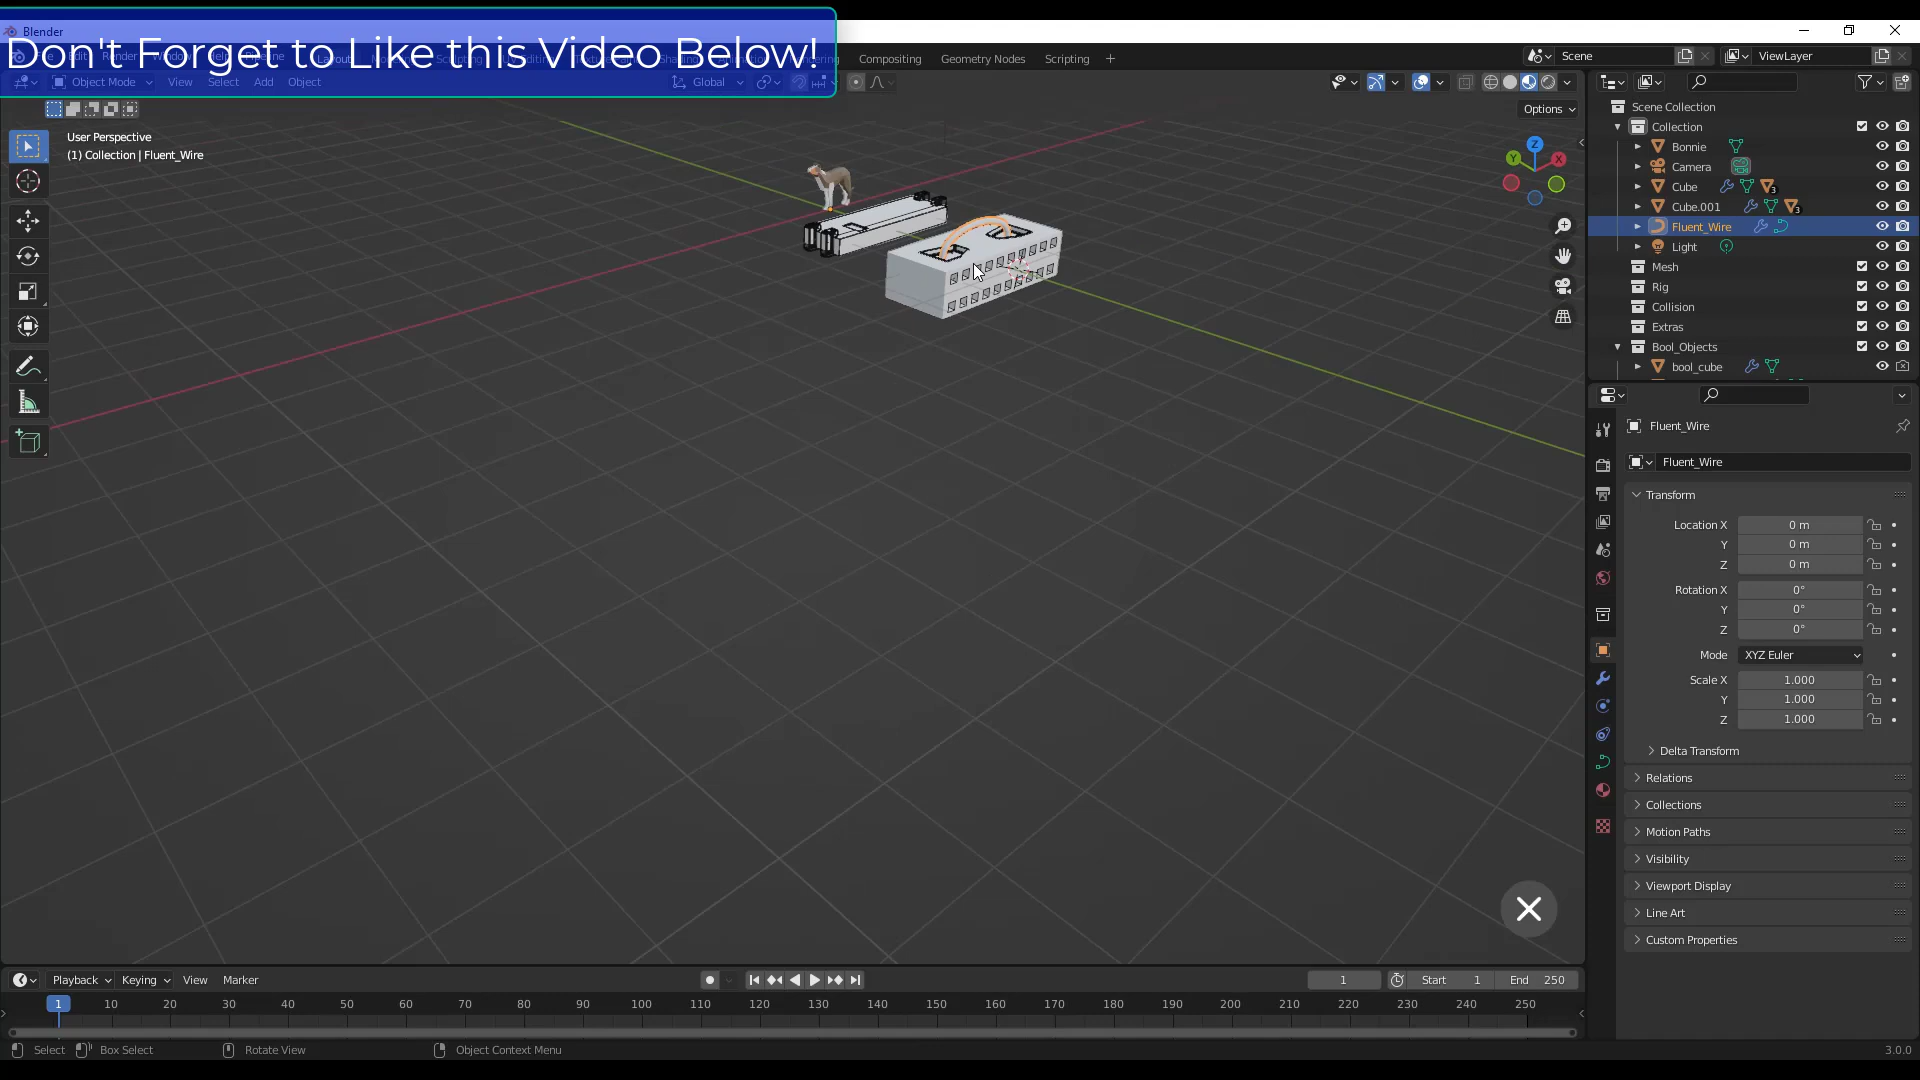 Blender
Don't Forget to Like this Video Below!
Compositing
Geometry Nodes
Scripting
Scene
ViewLayer
Object Mode
View
Select
Add
Object
Global
Options
User Perspective
(1) Collection | Fluent_Wire
Z
Y
X
Scene Collection
Collection
Bonnie
Camera
Cube
3
Cube.001
3
Fluent_Wire
Light
Mesh
Rig
Collision
Extras
Bool_Objects
bool_cube
Fluent_Wire
Fluent_Wire
Transform
Location X
0 m
Y
0 m
Z
0 m
Rotation X
0°
Y
0°
Z
0°
Mode
XYZ Euler
Scale X
1.000
Y
1.000
Z
1.000
Delta Transform
Relations
Collections
Motion Paths
Visibility
Viewport Display
Line Art
Custom Properties
Playback
Keying
View
Marker
1
Start
1
End
250
1
10
20
30
40
50
60
70
80
90
100
110
120
130
140
150
160
170
180
190
200
210
220
230
240
250
Select
Box Select
Rotate View
Object Context Menu
3.0.0